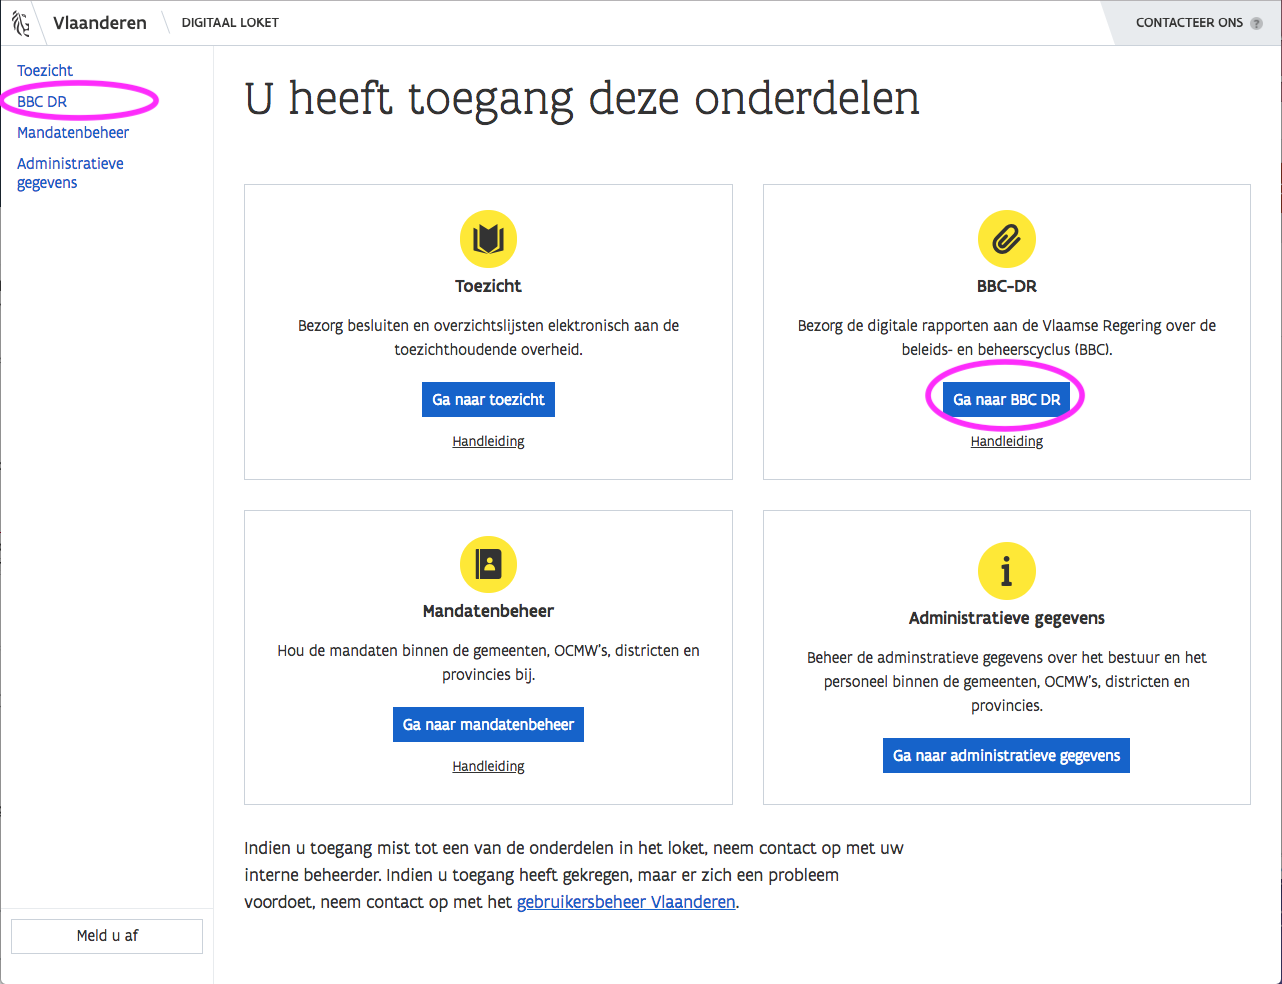 Vlaanderen
DIGITAAL LOKET
CONTACTEER ONS ?
Toezicht
BBC DR
Mandatenbeheer
Administratieve
gegevens
U heeft toegang deze onderdelen
Toezicht
Bezorg besluiten en overzichtslijsten elektronisch aan de
toezichthoudende overheid.
Ga naar toezicht
Handleiding
BBC-DR
Bezorg de digitale rapporten aan de Vlaamse Regering over de
beleids- en beheerscyclus (BBC).
Ga naar BBC DR
Handleiding
Mandatenbeheer
Hou de mandaten binnen de gemeenten, OCMW's, districten en
provincies bij.
Ga naar mandatenbeheer
Handleiding
Administratieve gegevens
Beheer de adminstratieve gegevens over het bestuur en het
personeel binnen de gemeenten, OCMW's, districten en
provincies.
Ga naar administratieve gegevens
Indien u toegang mist tot een van de onderdelen in het loket, neem contact op met uw
interne beheerder. Indien u toegang heeft gekregen, maar er zich een probleem
voordoet, neem contact op met het gebruikersbeheer Vlaanderen.
Meld u af